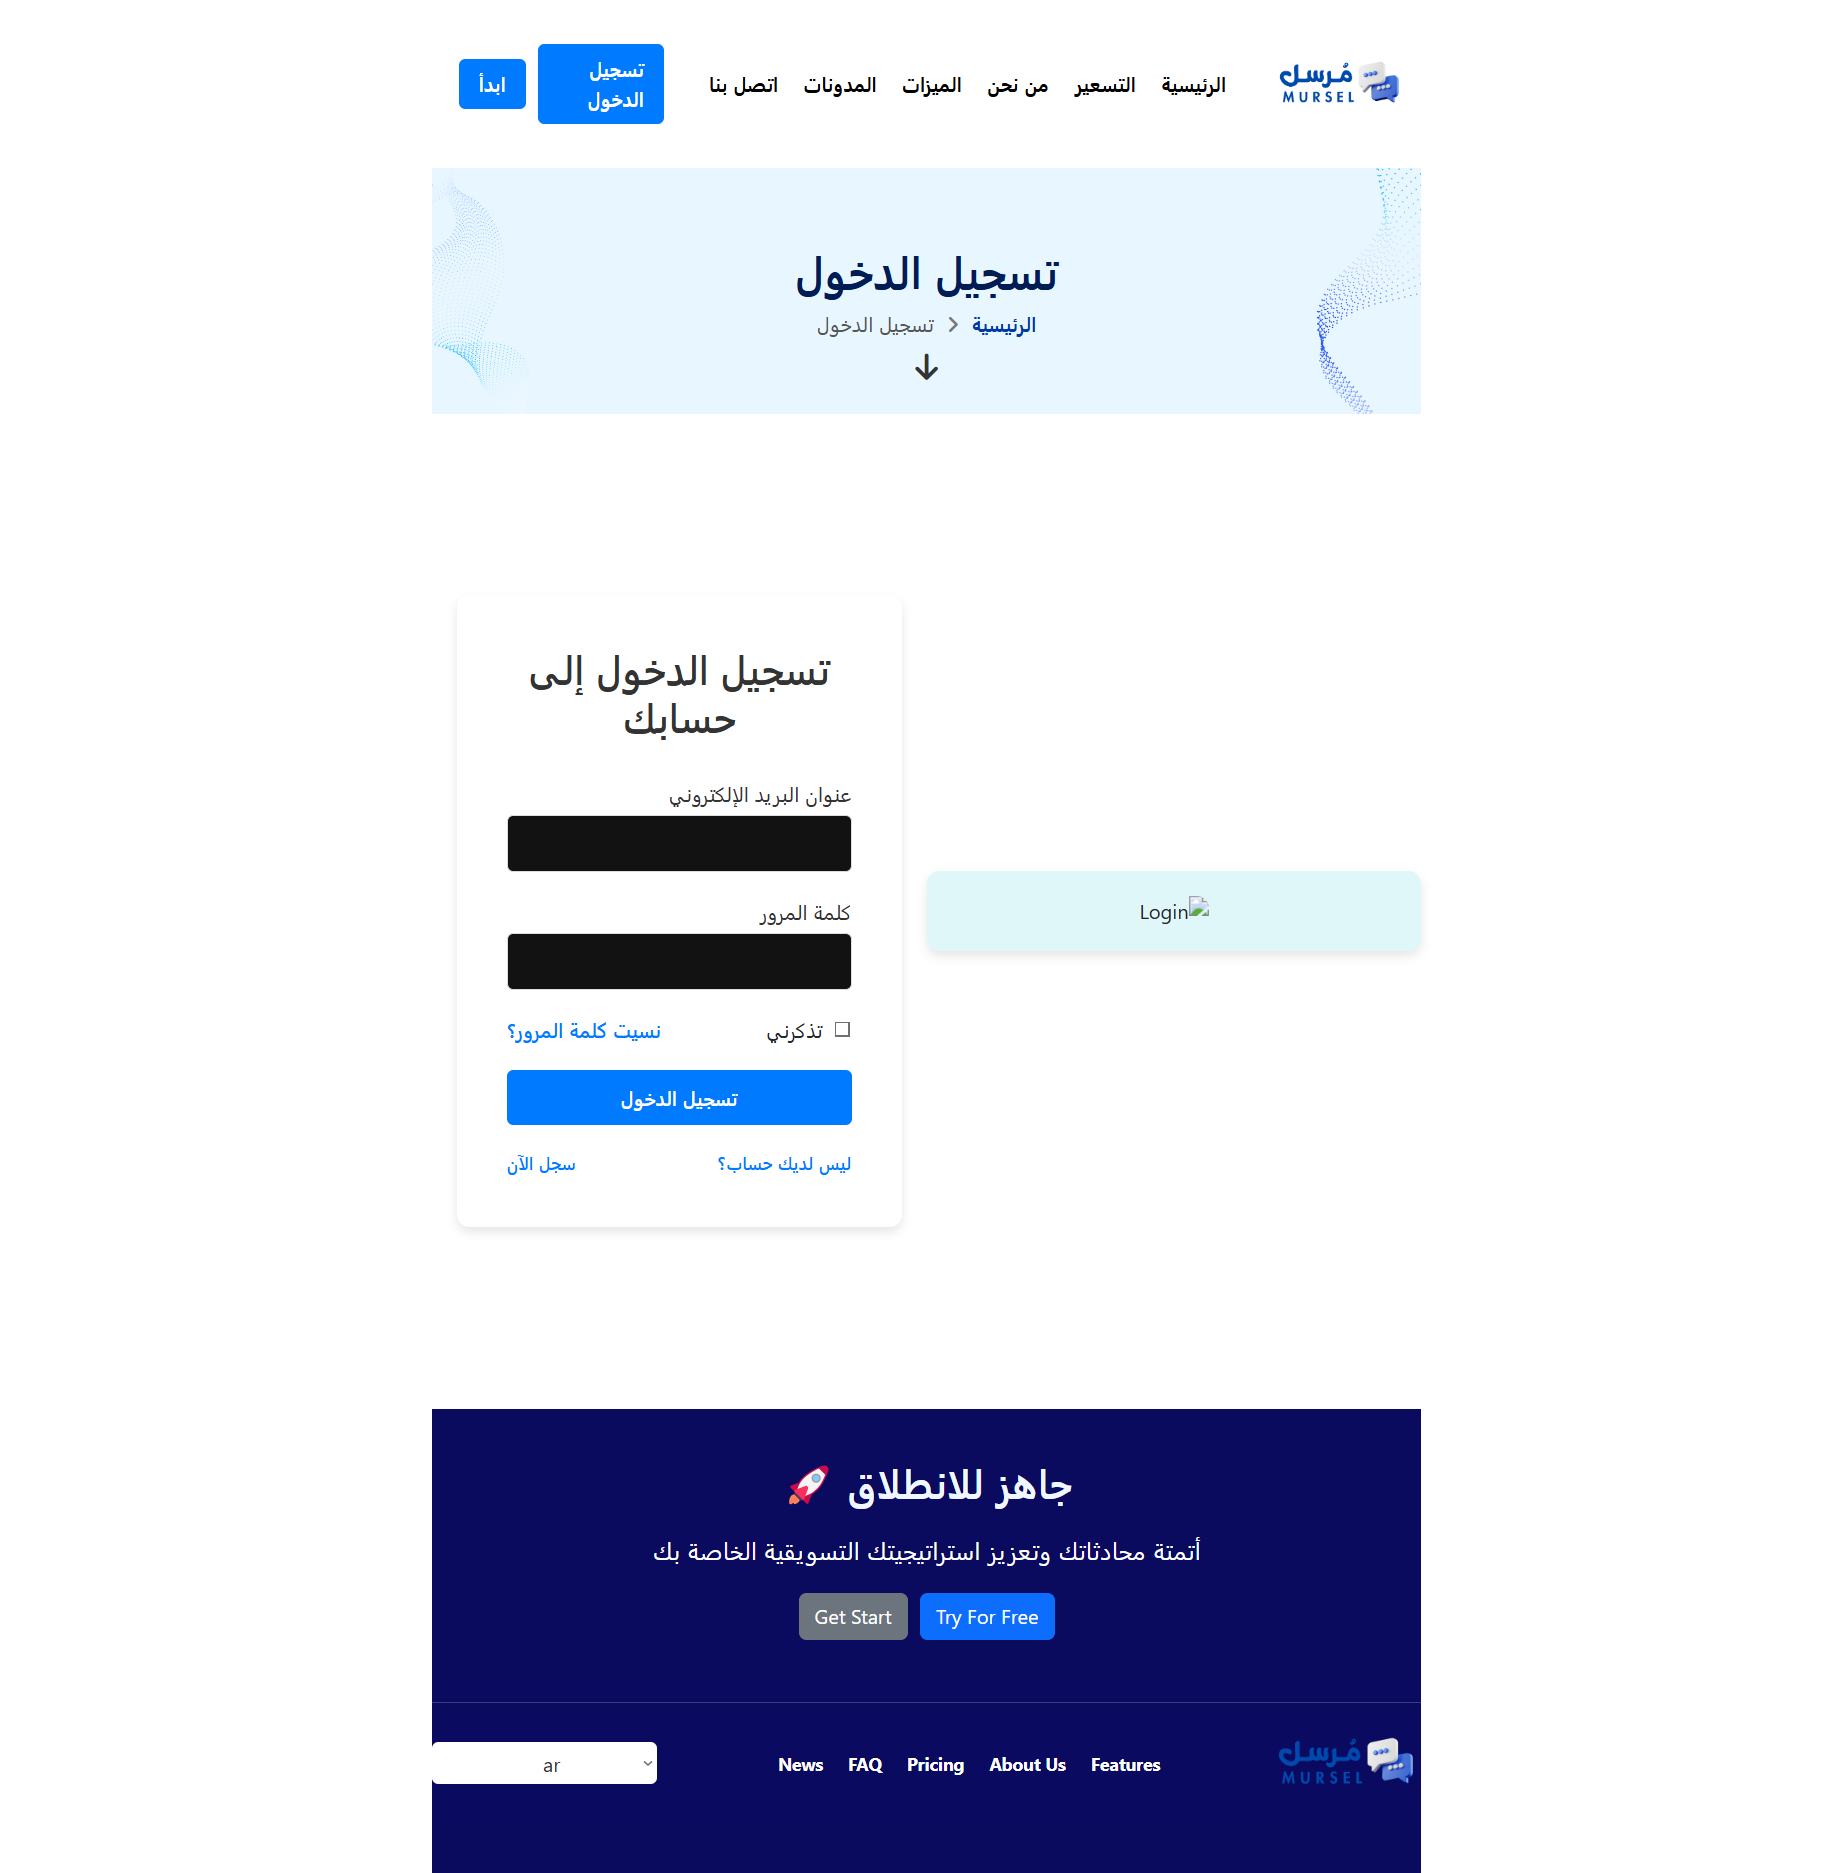 مُرسل
MURSEL
الرئيسية
التسعير
من نحن
الميزات
المدونات
اتصل بنا
تسجيل
الدخول
ابدأ
تسجيل الدخول
الرئيسية
تسجيل الدخول
تسجيل الدخول إلى
حسابك
عنوان البريد الإلكتروني
كلمة المرور
تذكرني
نسيت كلمة المرور؟
تسجيل الدخول
ليس لديك حساب؟
سجل الآن
Login
جاهز للانطلاق 🚀
أتمتة محادثاتك وتعزيز استراتيجيتك التسويقية الخاصة بك
Try For Free
Get Start
مُرسل
MURSEL
Features
About Us
Pricing
FAQ
News
ar